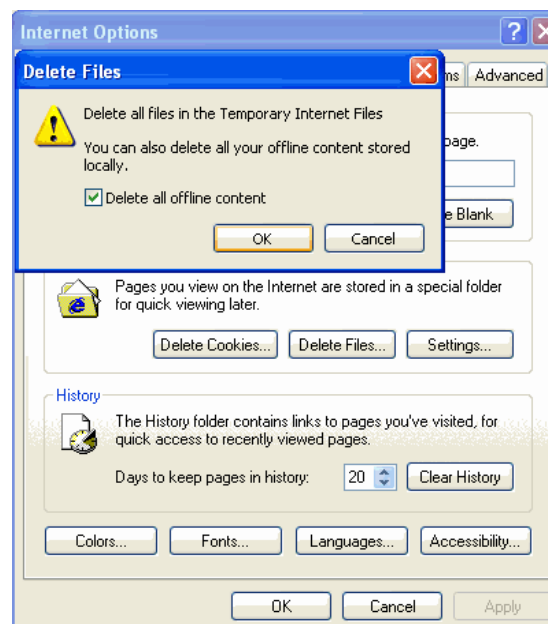 Internet Options
Delete Files
Advanced
Delete all files in the Temporary Internet Files
You can also delete all your offline content stored
locally.
page.
Delete all offline content
Blank
OK Cancel
Pages you view on the Internet are stored in a special folder
for quick viewing later.
Delete Cookies... Delete Files... Settings...
History
The History folder contains links to pages you've visited, for
quick access to recently viewed pages.
Days to keep pages in history: 20 Clear History
Colors... Fonts... Languages... Accessibility...
OK Cancel Apply